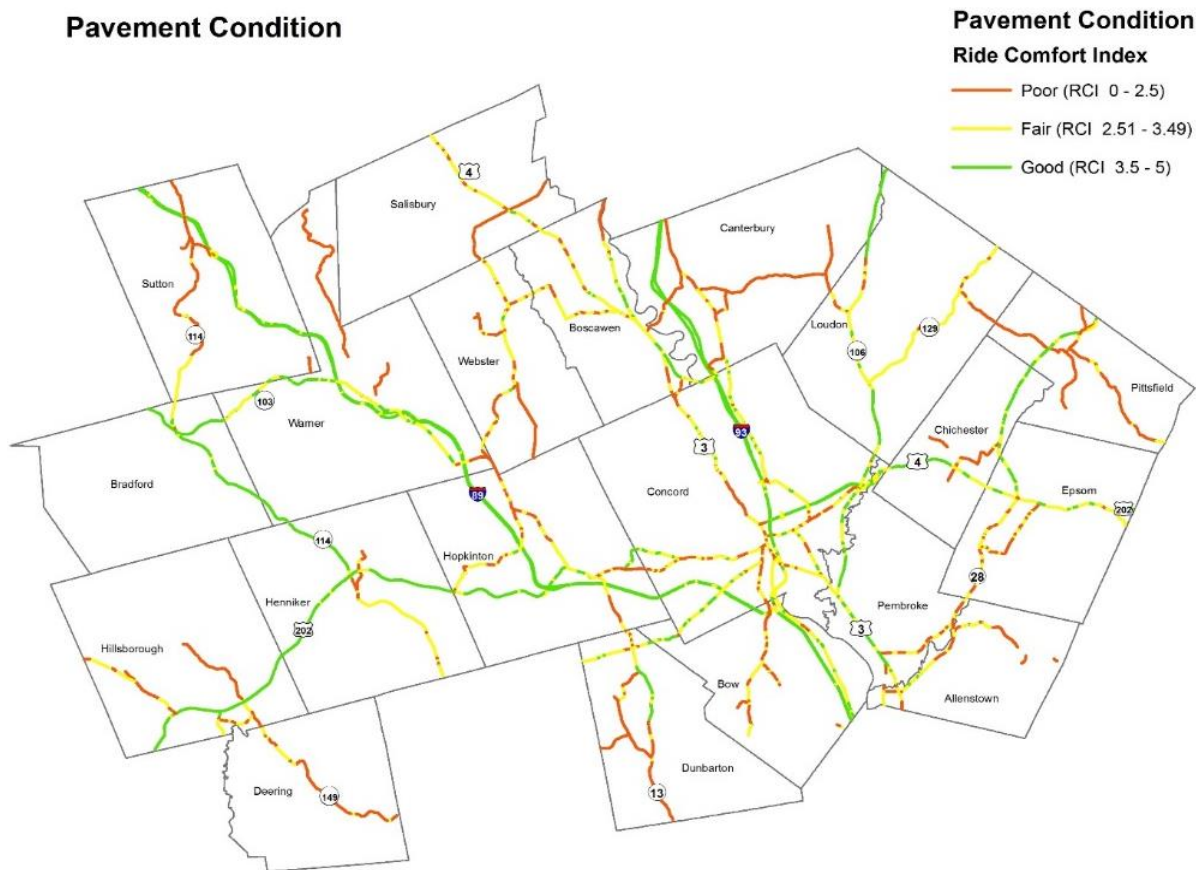 Pavement Condition
Pavement Condition
Ride Comfort Index
Poor (RCI 0 - 2.5)
Fair (RCI 2.51 - 3.49)
Good (RCI 3.5 - 5)
4
Salisbury
Canterbury
Sutton
114
Boscawen
Loudon
129
106
Webster
Pittsfield
103
Warner
Chichester
93
3
4
Bradford
89
Concord
Epsom
202
114
Hopkinton
28
Henniker
202
Pembroke
3
Hillsborough
Bow
Allenstown
Dunbarton
Deering
149
13